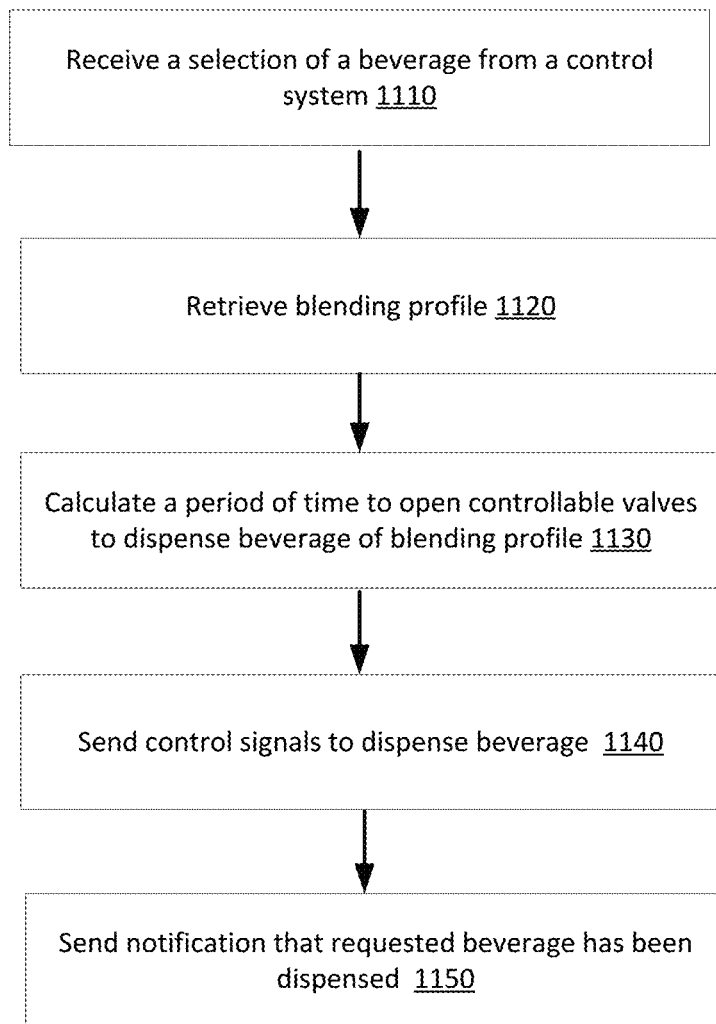 Receive a selection of a beverage from a control
system 1110
Retrieve blending profile 1120
Calculate a period of time to open controllable valves
to dispense beverage of blending profile 1130
Send control signals to dispense beverage 1140
Send notification that requested beverage has been
dispensed 1150